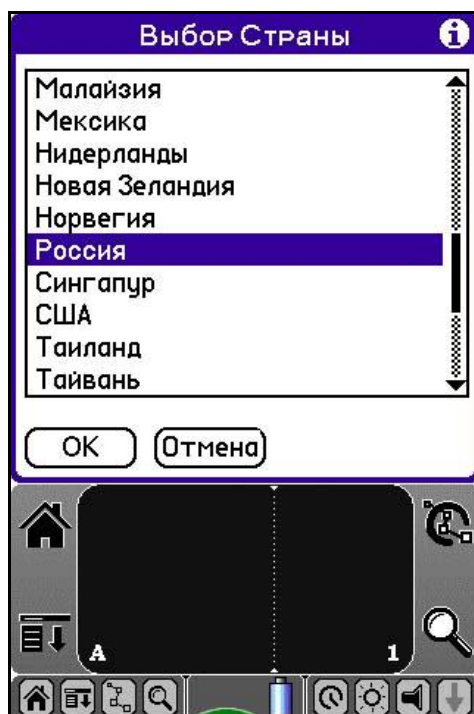 Выбор Страны
Малайзия
Мексика
Нидерланды
Новая Зеландия
Норвегия
Россия
Сингапур
США
Таиланд
Тайвань
OK
Отмена
A
1